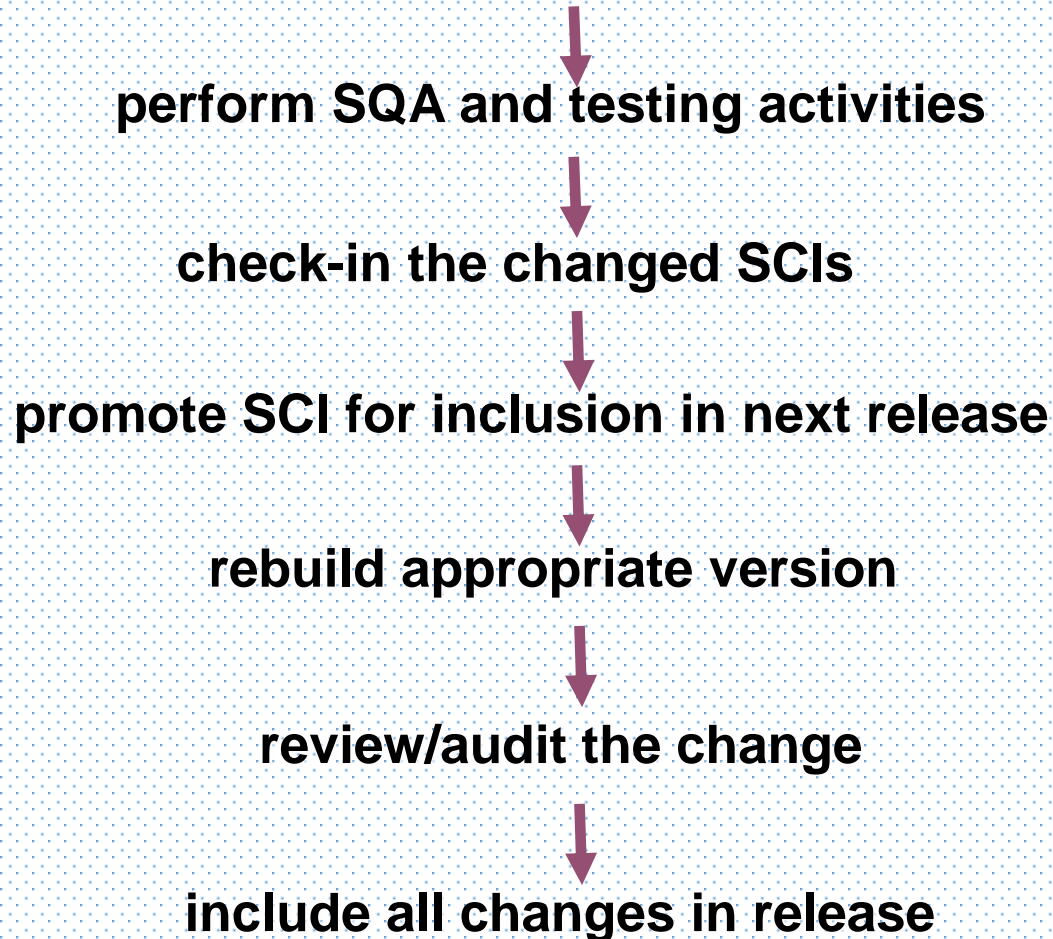 perform SQA and testing activities
check-in the changed SCIs
promote SCI for inclusion in next release
rebuild appropriate version
review/audit the change
include all changes in release